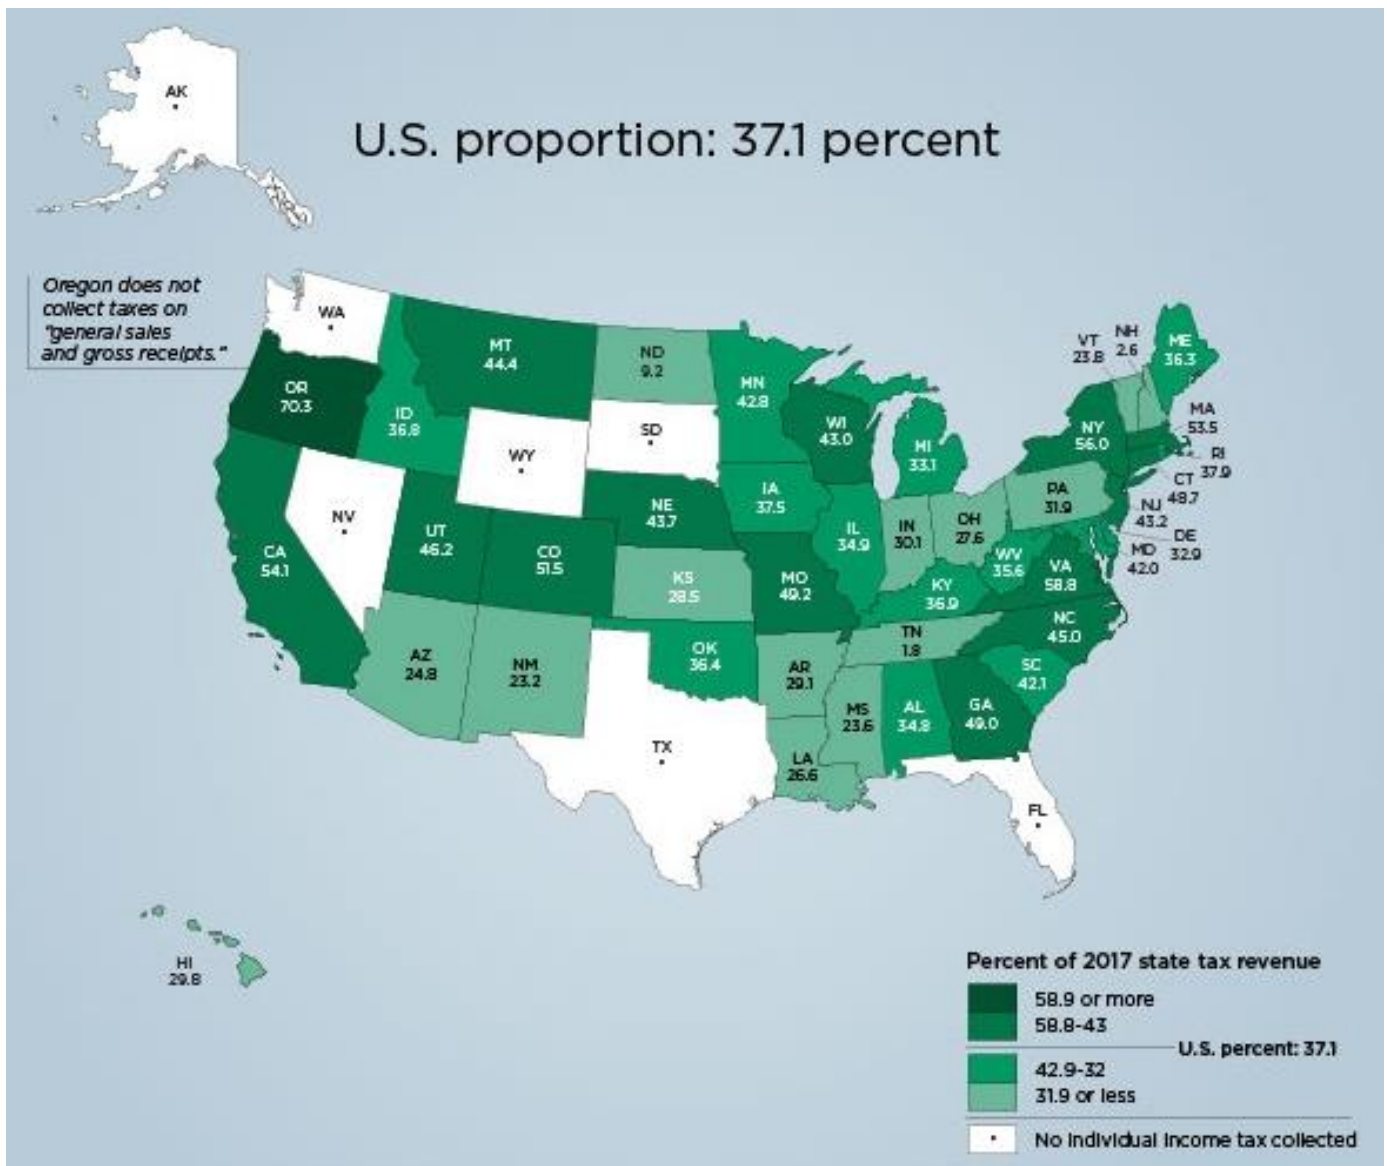 AK
U.S. proportion: 37.1 percent
Oregon does not
collect taxes on
"general sales
and gross receipts."
WA
MT
44.4
ND
9.2
MN
42.8
VT
23.8
NH
2.6
ME
36.3
OR
70.3
ID
36.8
WY
SD
WI
43.0
MI
33.1
NY
56.0
MA
53.5
RI
37.9
CT
48.7
NJ
43.2
DE
32.9
MD
42.0
NV
UT
46.2
CO
51.5
NE
43.7
IA
37.5
IL
34.9
IN
30.1
OH
27.6
PA
31.9
WV
35.6
VA
58.8
CA
54.1
KS
28.5
MO
49.2
KY
36.9
NC
45.0
AZ
24.8
NM
23.2
OK
36.4
AR
29.1
TN
1.8
SC
42.1
MS
23.6
AL
34.8
GA
49.0
TX
LA
26.6
FL
HI
29.8
Percent of 2017 state tax revenue
58.9 or more
58.8-43
U.S. percent: 37.1
42.9-32
31.9 or less
No individual income tax collected